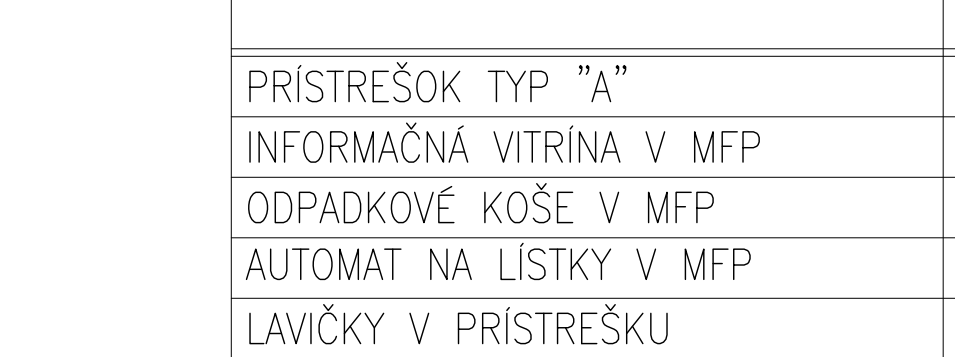 PRÍSTREŠOK TYP ”A”
INFORMAČNÁ VITRÍNA V MFP
ODPADKOVÉ KOŠE V MFP
AUTOMAT NA LÍSTKY V MFP
LAVIČKY V PRÍSTREŠKU